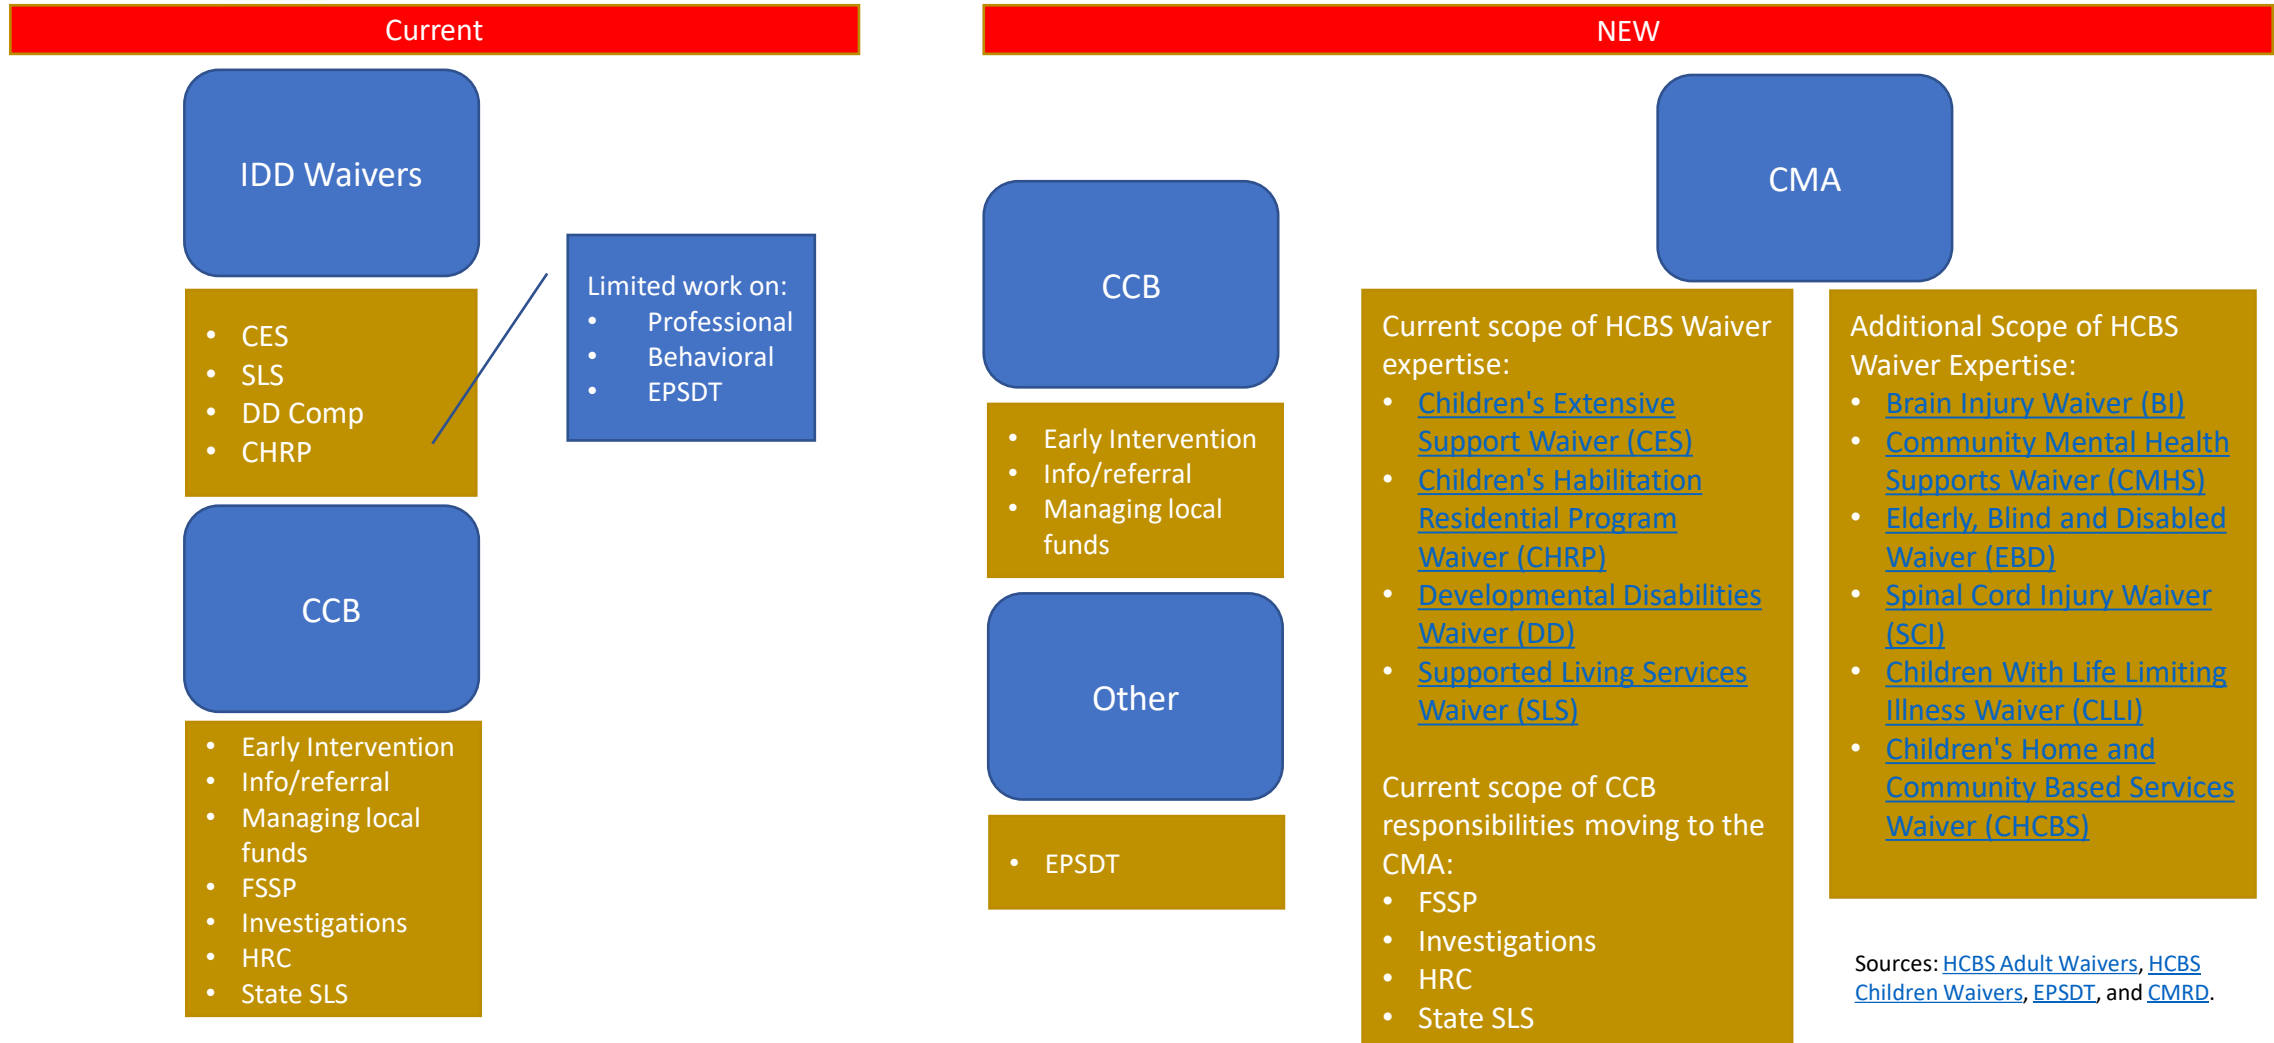 Current
IDD Waivers
• CES
• SLS
• DD Comp
• CHRP
Limited work on:
• Professional
• Behavioral
• EPSDT
CCB
• Early Intervention
• Info/referral
• Managing local
funds
• FSSP
• Investigations
• HRC
• State SLS
NEW
CCB
• Early Intervention
• Info/referral
• Managing local
funds
Other
• EPSDT
CMA
Current scope of HCBS Waiver
expertise:
• Children's Extensive
Support Waiver (CES)
• Children's Habilitation
Residential Program
Waiver (CHRP)
• Developmental Disabilities
Waiver (DD)
• Supported Living Services
Waiver (SLS)
Current scope of CCB
responsibilities moving to the
CMA:
• FSSP
• Investigations
• HRC
• State SLS
Additional Scope of HCBS
Waiver Expertise:
• Brain Injury Waiver (BI)
• Community Mental Health
Supports Waiver (CMHS)
• Elderly, Blind and Disabled
Waiver (EBD)
• Spinal Cord Injury Waiver
(SCI)
• Children With Life Limiting
Illness Waiver (CLLI)
• Children's Home and
Community Based Services
Waiver (CHCBS)
Sources: HCBS Adult Waivers, HCBS
Children Waivers, EPSDT, and CMRD.